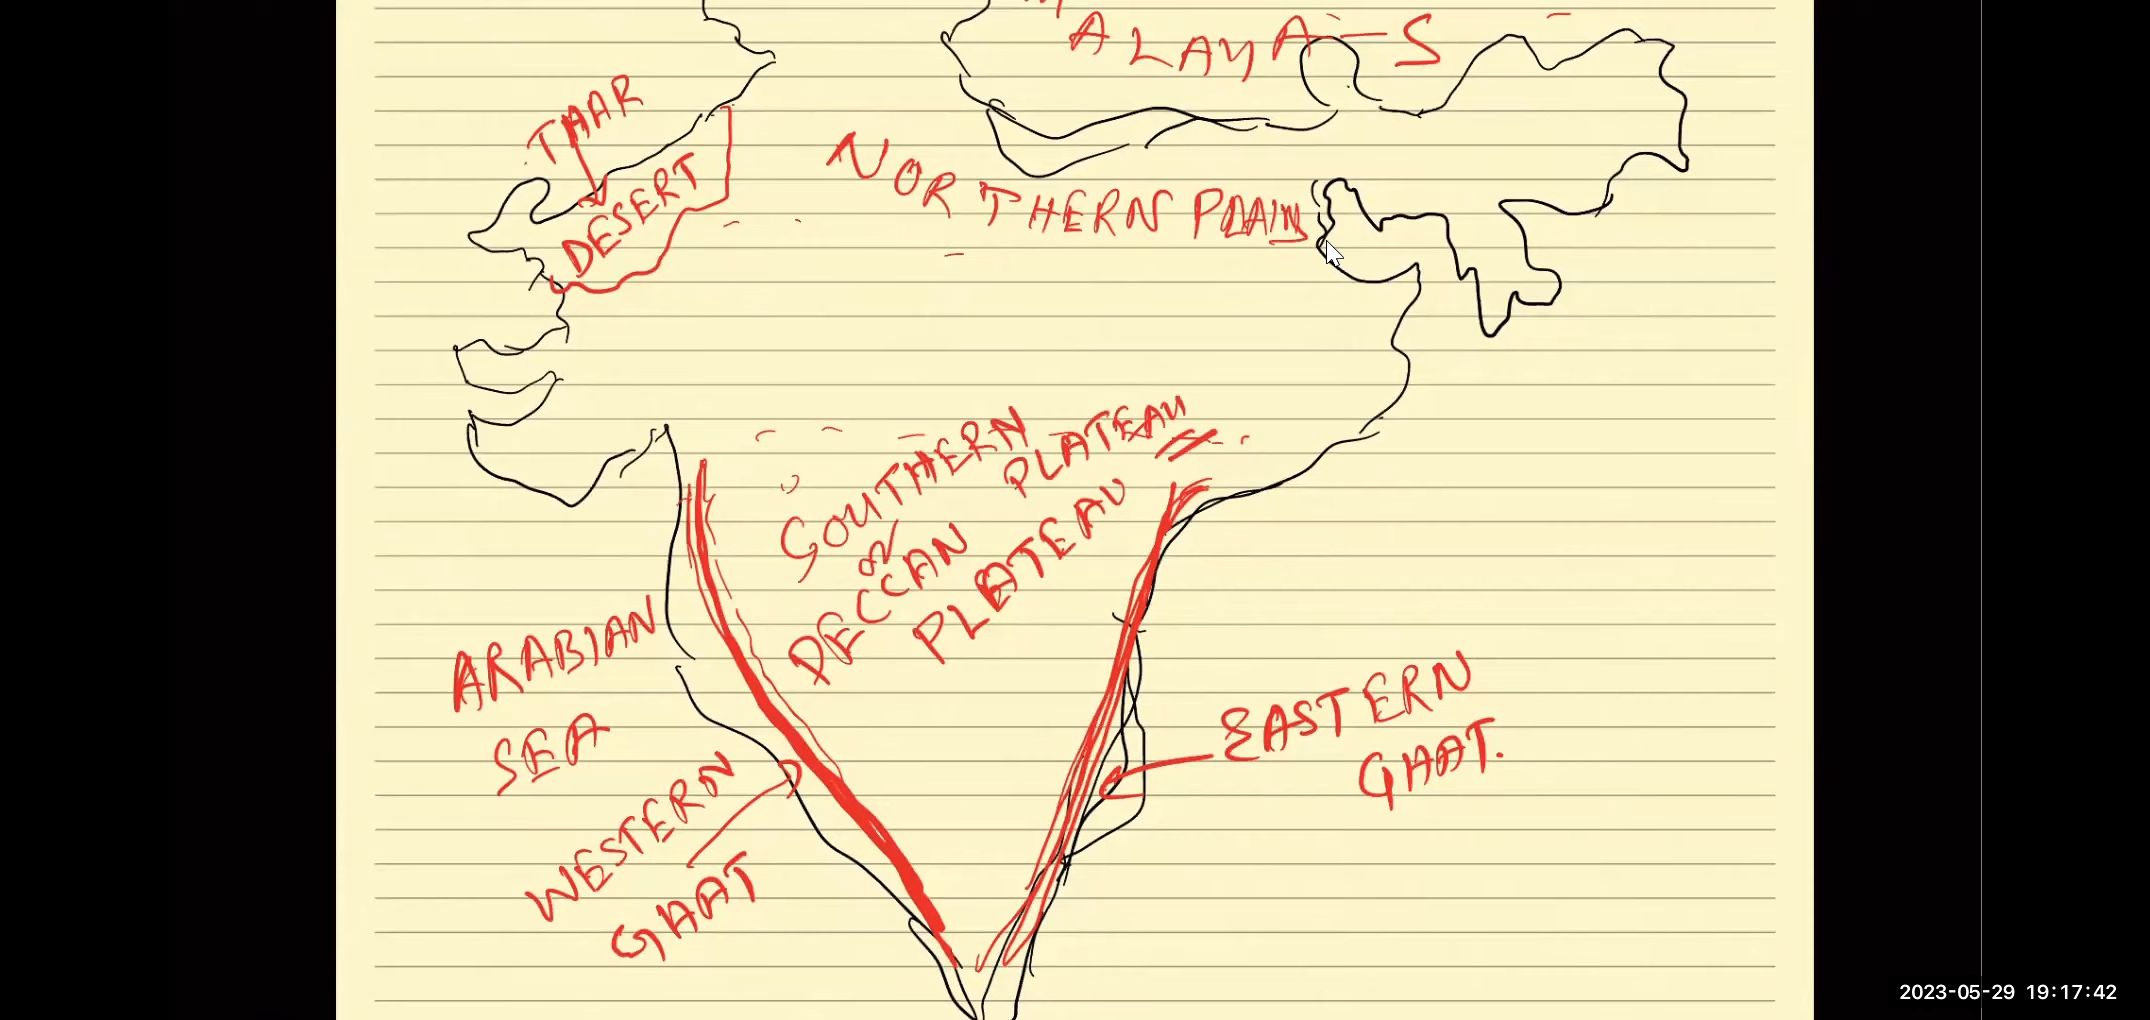 ALAYA-S
THAR
DESERT
NORTHERN PLAIN
SOUTHERN PLATEAU
or
DECCAN PLATEAU
ARABIAN
SEA
WESTERN
GHAT
EASTERN
GHAT.
2023-05-29 19:17:42